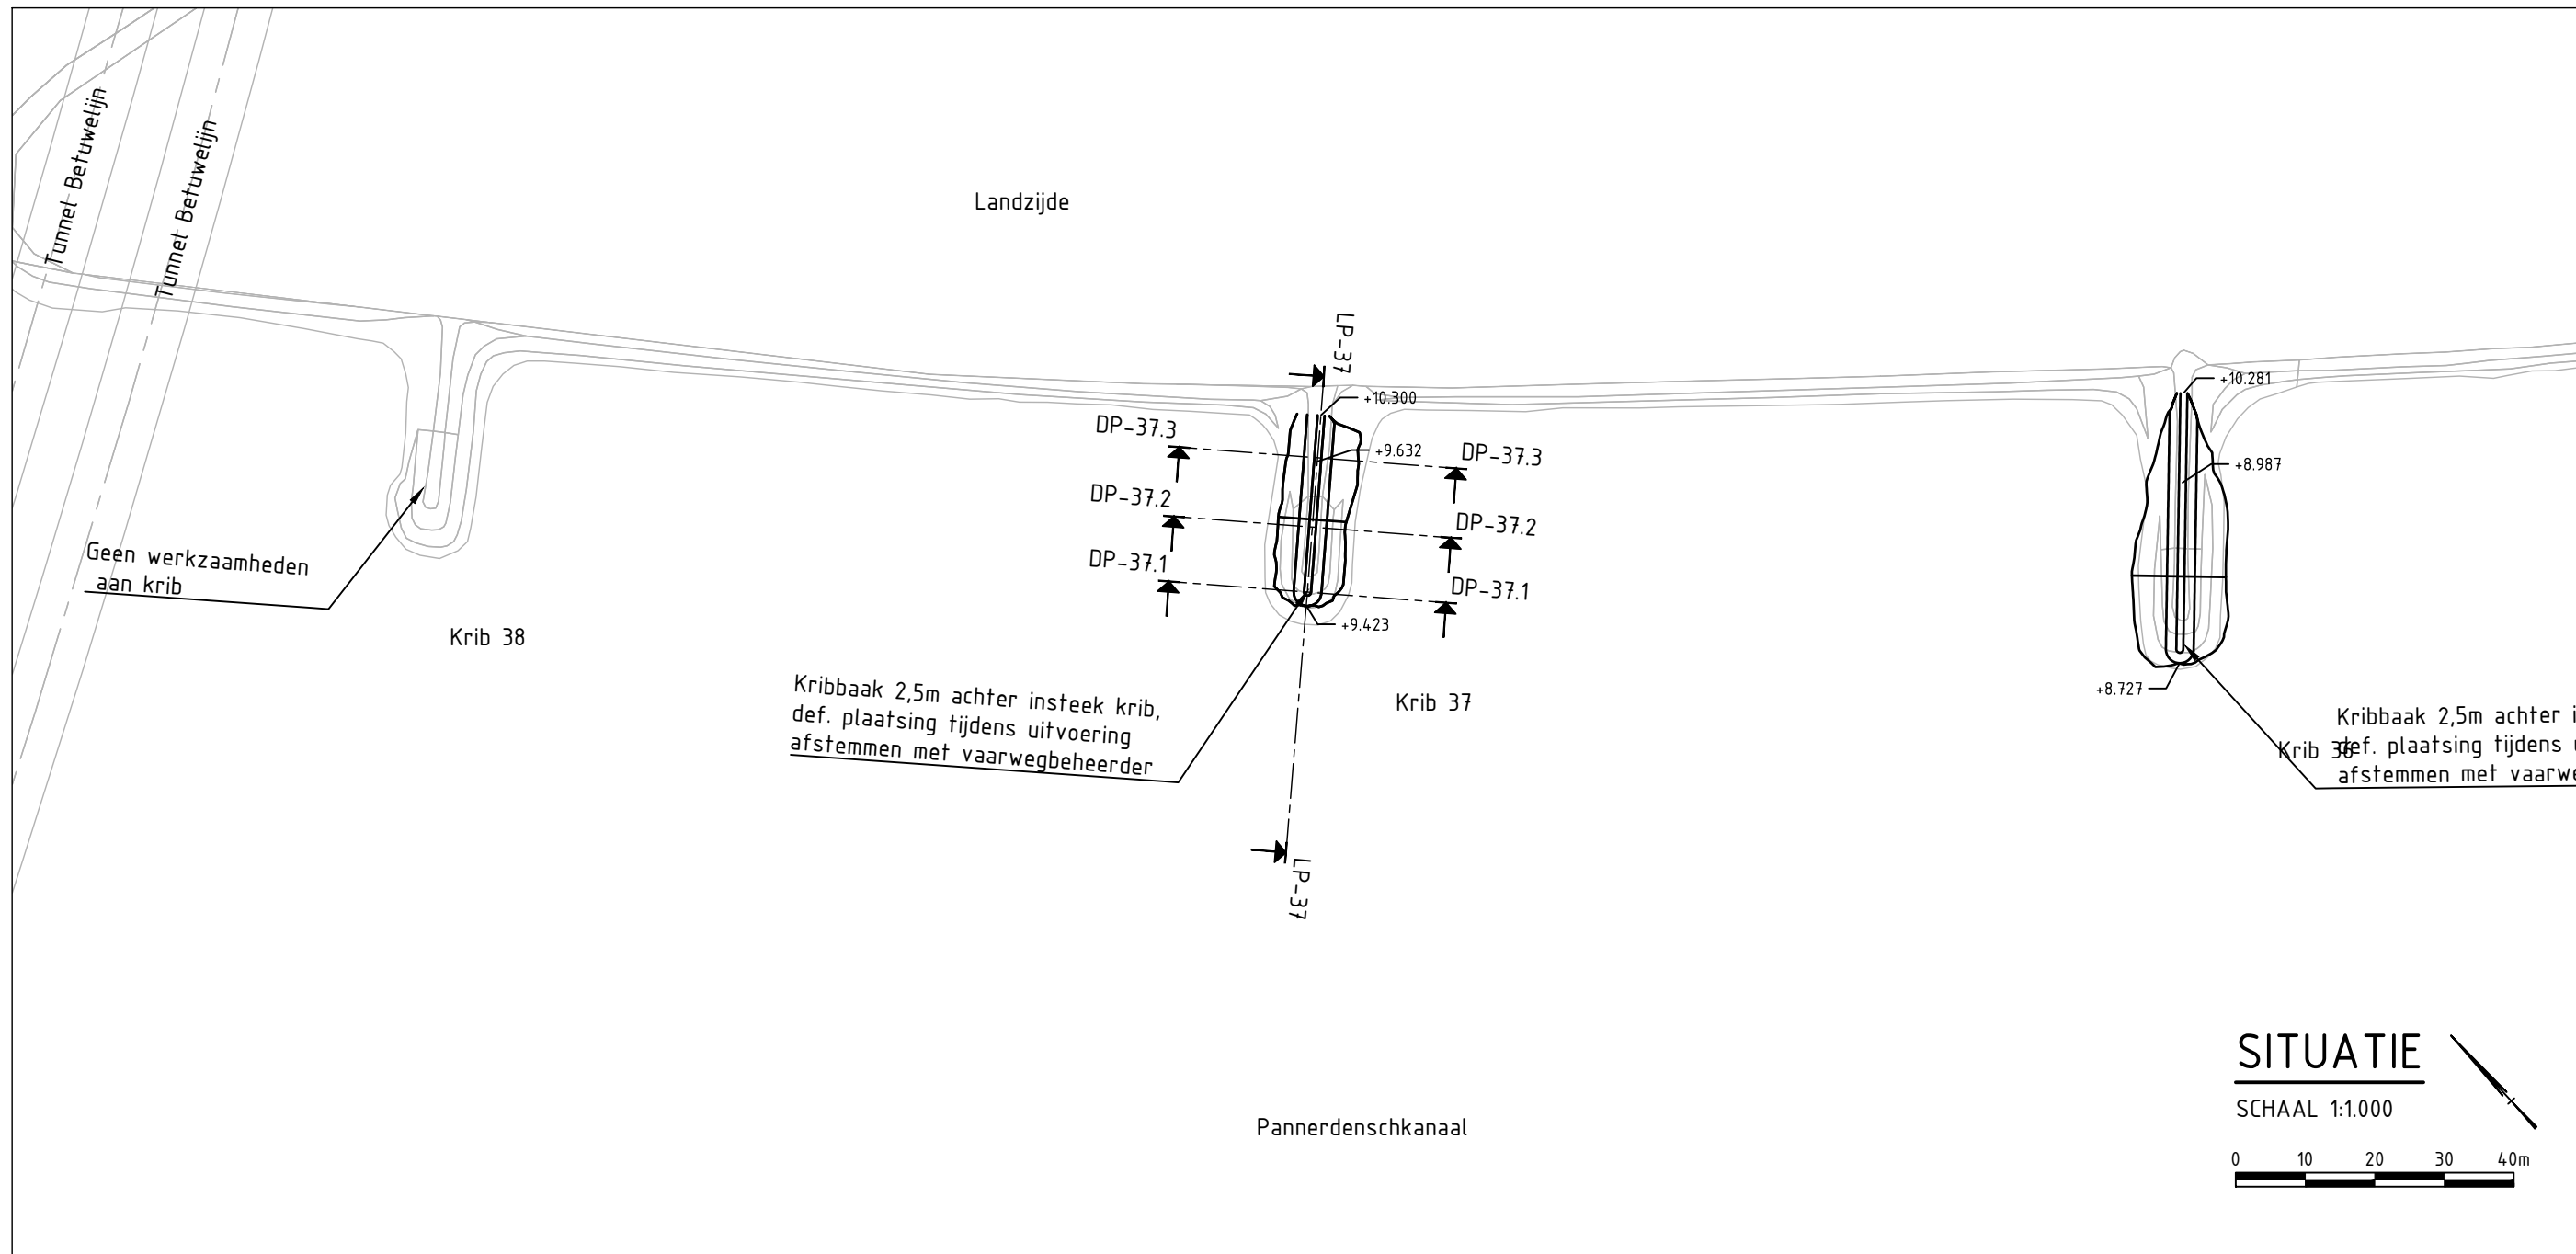 Tunnel Betuwelijn
Tunnel Betuwelijn
Landzijde
LP-37
+10.300
+10.281
DP-37.3
+9.632
DP-37.3
+8.987
DP-37.2
DP-37.2
DP-37.1
DP-37.1
Geen werkzaamheden
aan krib
+9.423
Krib 38
Kribbaak 2,5m achter insteek krib,
def. plaatsing tijdens uitvoering
afstemmen met vaarwegbeheerder
Krib 37
+8.727
Kribbaak 2,5m achter
Krib 36
def. plaatsing tijdens
afstemmen met
LP-37
SITUATIE
SCHAAL 1:1.000
Pannerdenschkanaal
0 10 20 30 40m